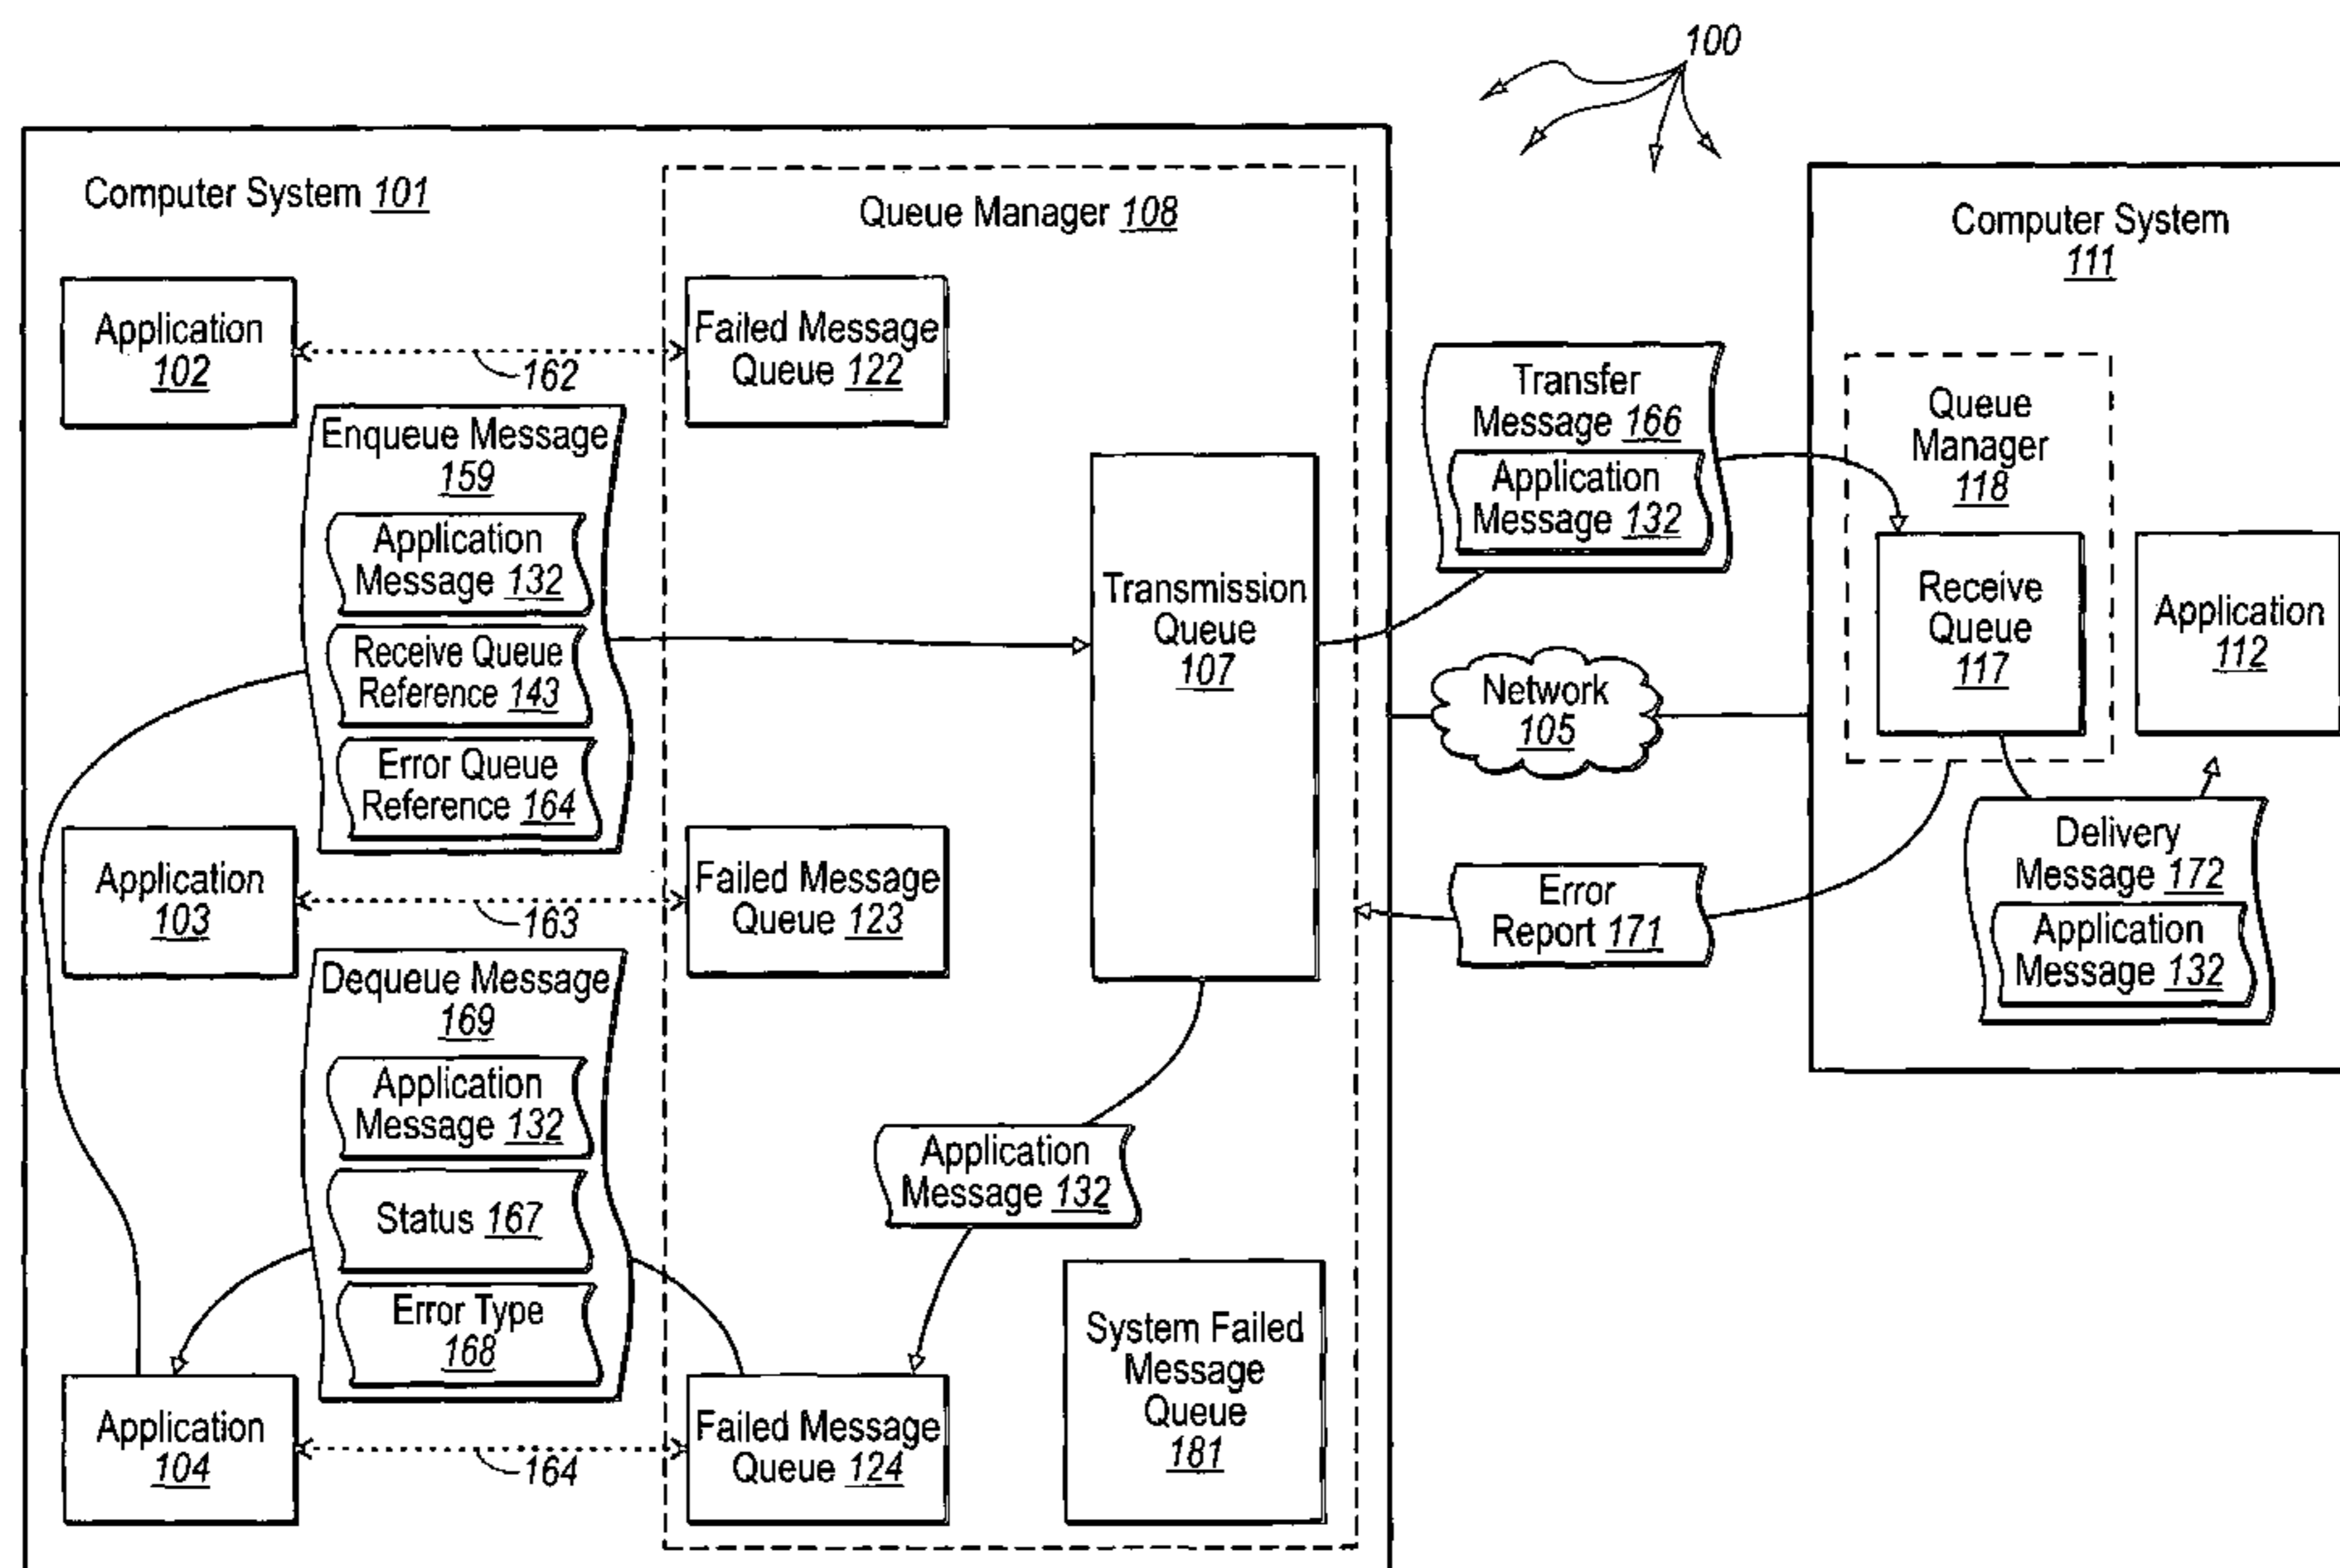 100
Computer System 101
Queue Manager 108
Application
102
162
Failed Message
Queue 122
Enqueue Message
159
Application
Message 132
Receive Queue
Reference 143
Error Queue
Reference 164
Application
103
163
Failed Message
Queue 123
Transmission
Queue
107
Dequeue Message
169
Application
Message 132
Status 167
Error Type
168
Application
Message 132
Application
104
164
Failed Message
Queue 124
System Failed
Message
Queue
181
Transfer
Message 166
Application
Message 132
Network
105
Error
Report 171
Computer System
111
Queue
Manager
118
Receive
Queue
117
Application
112
Delivery
Message 172
Application
Message 132